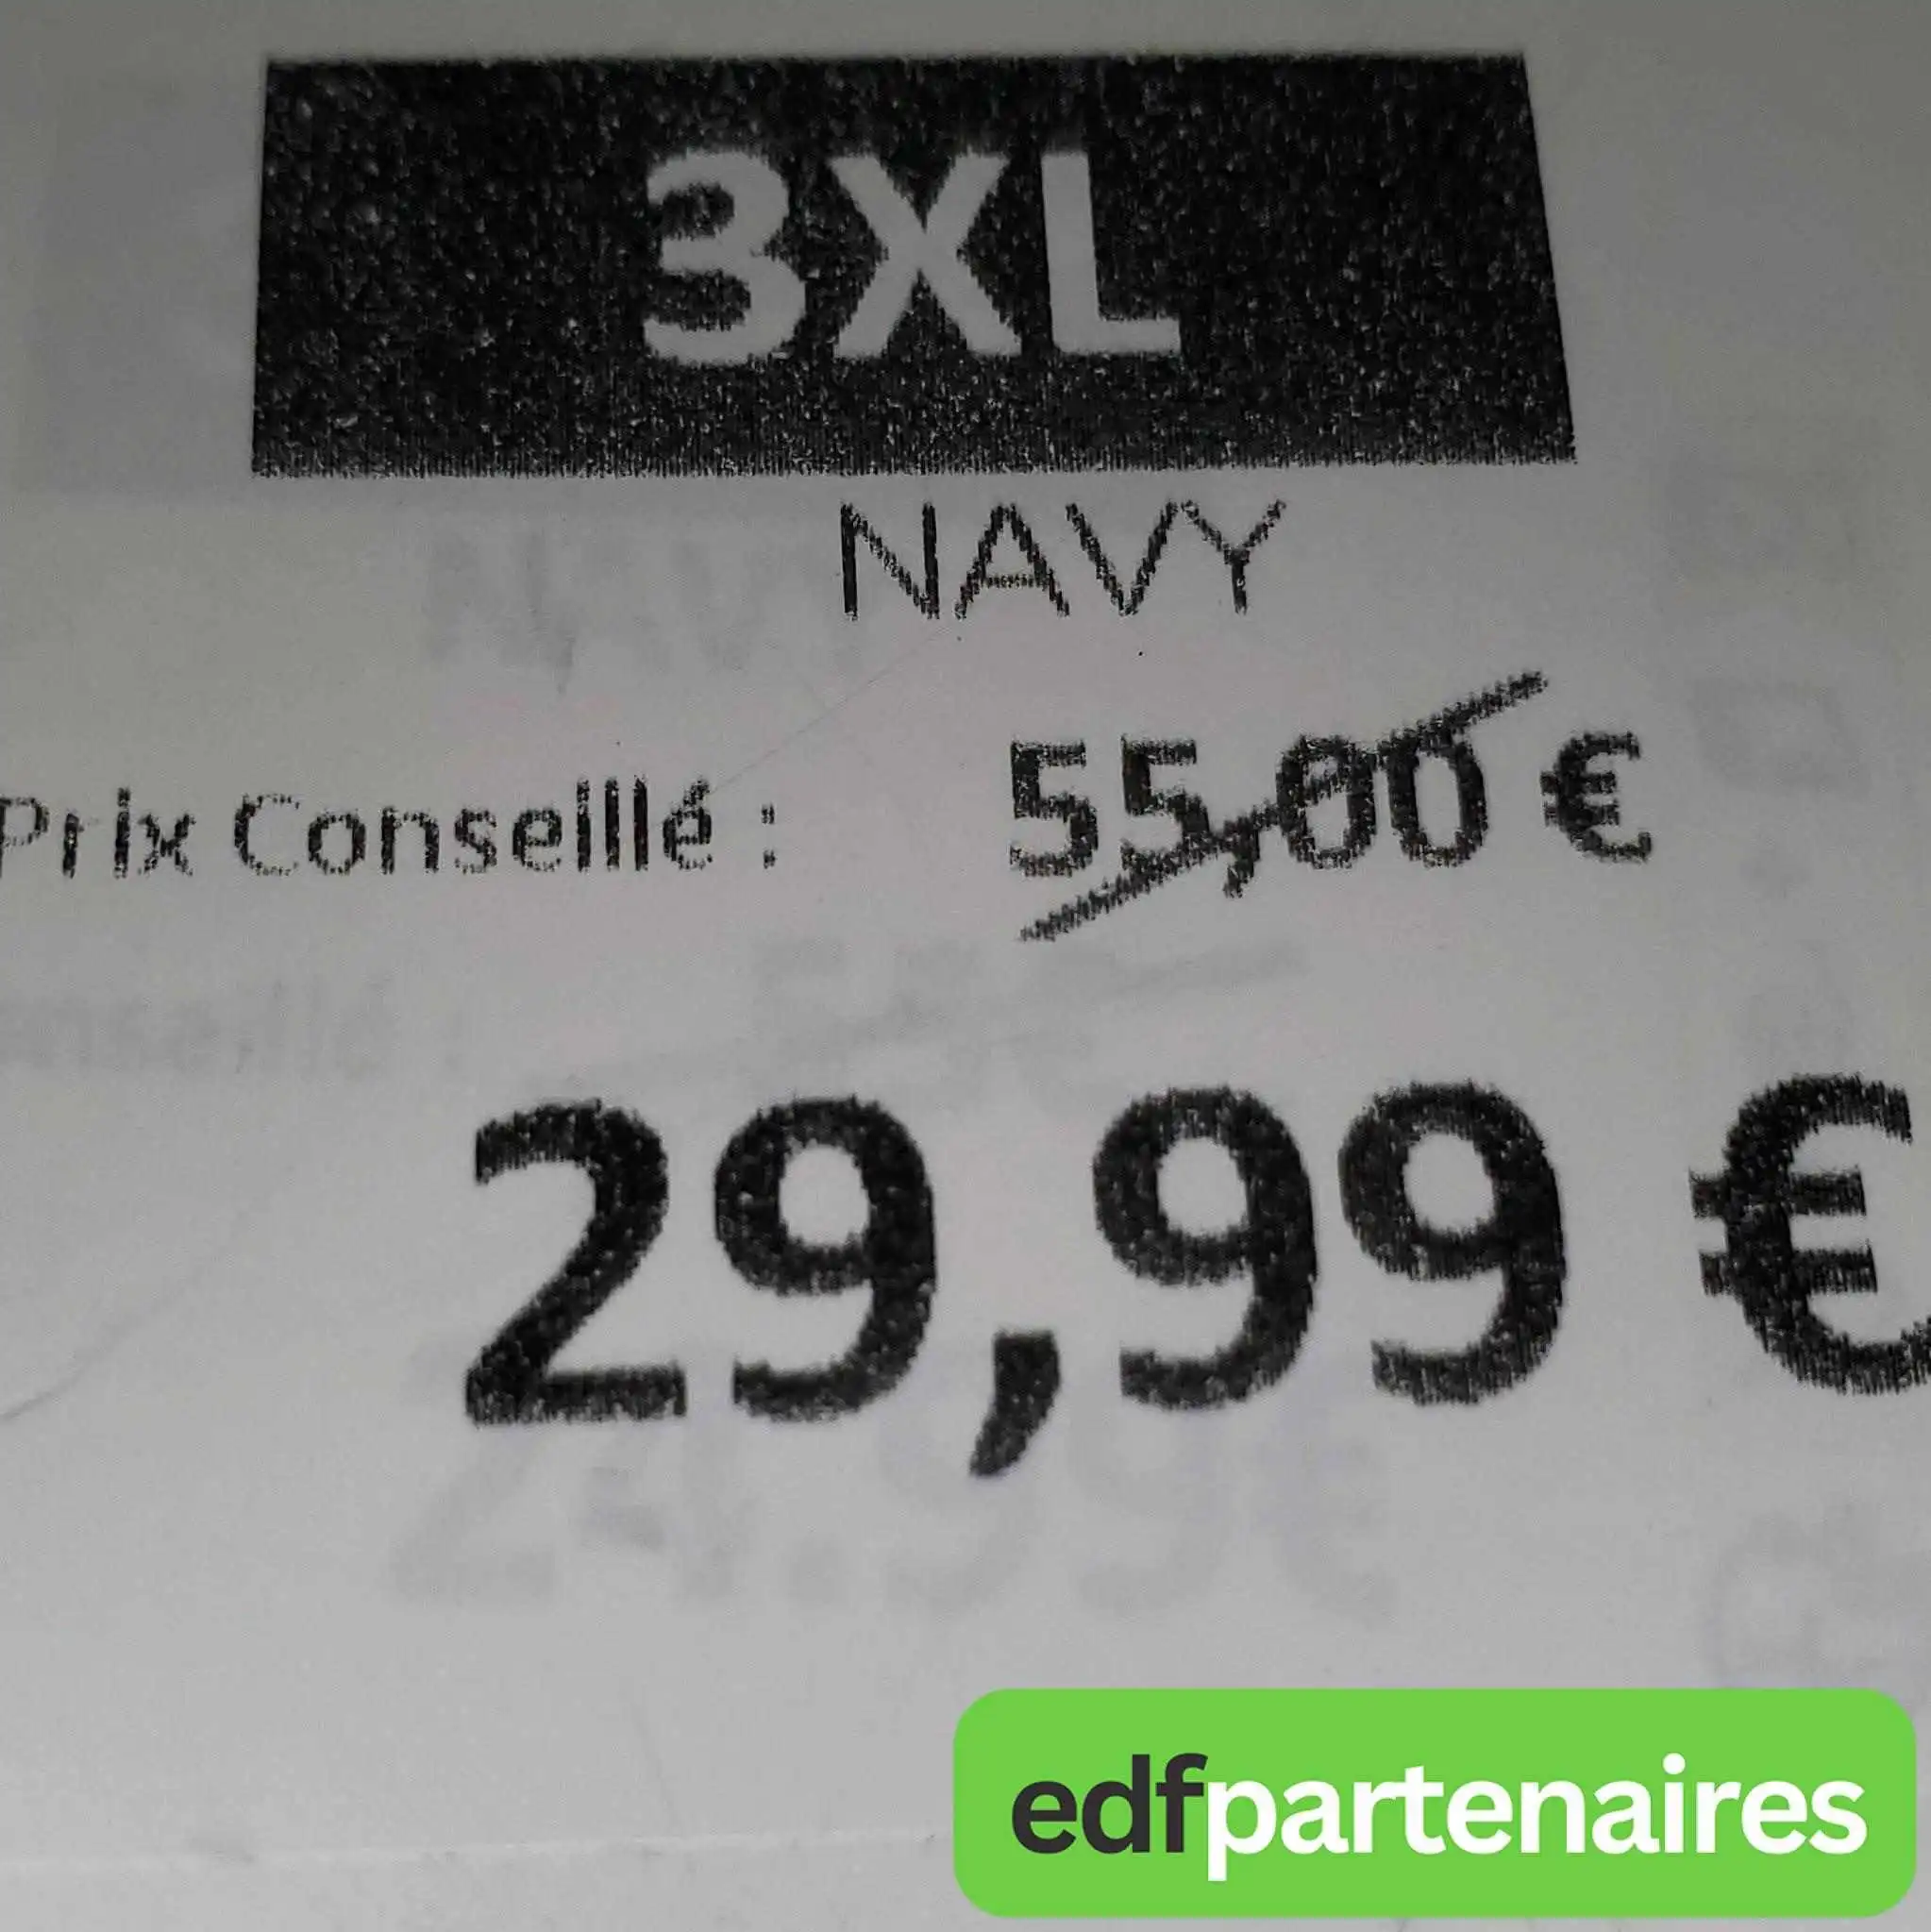 3XL
NAVY
Prix Conseillé : 55,00 €
29,99 €
edfpartenaires